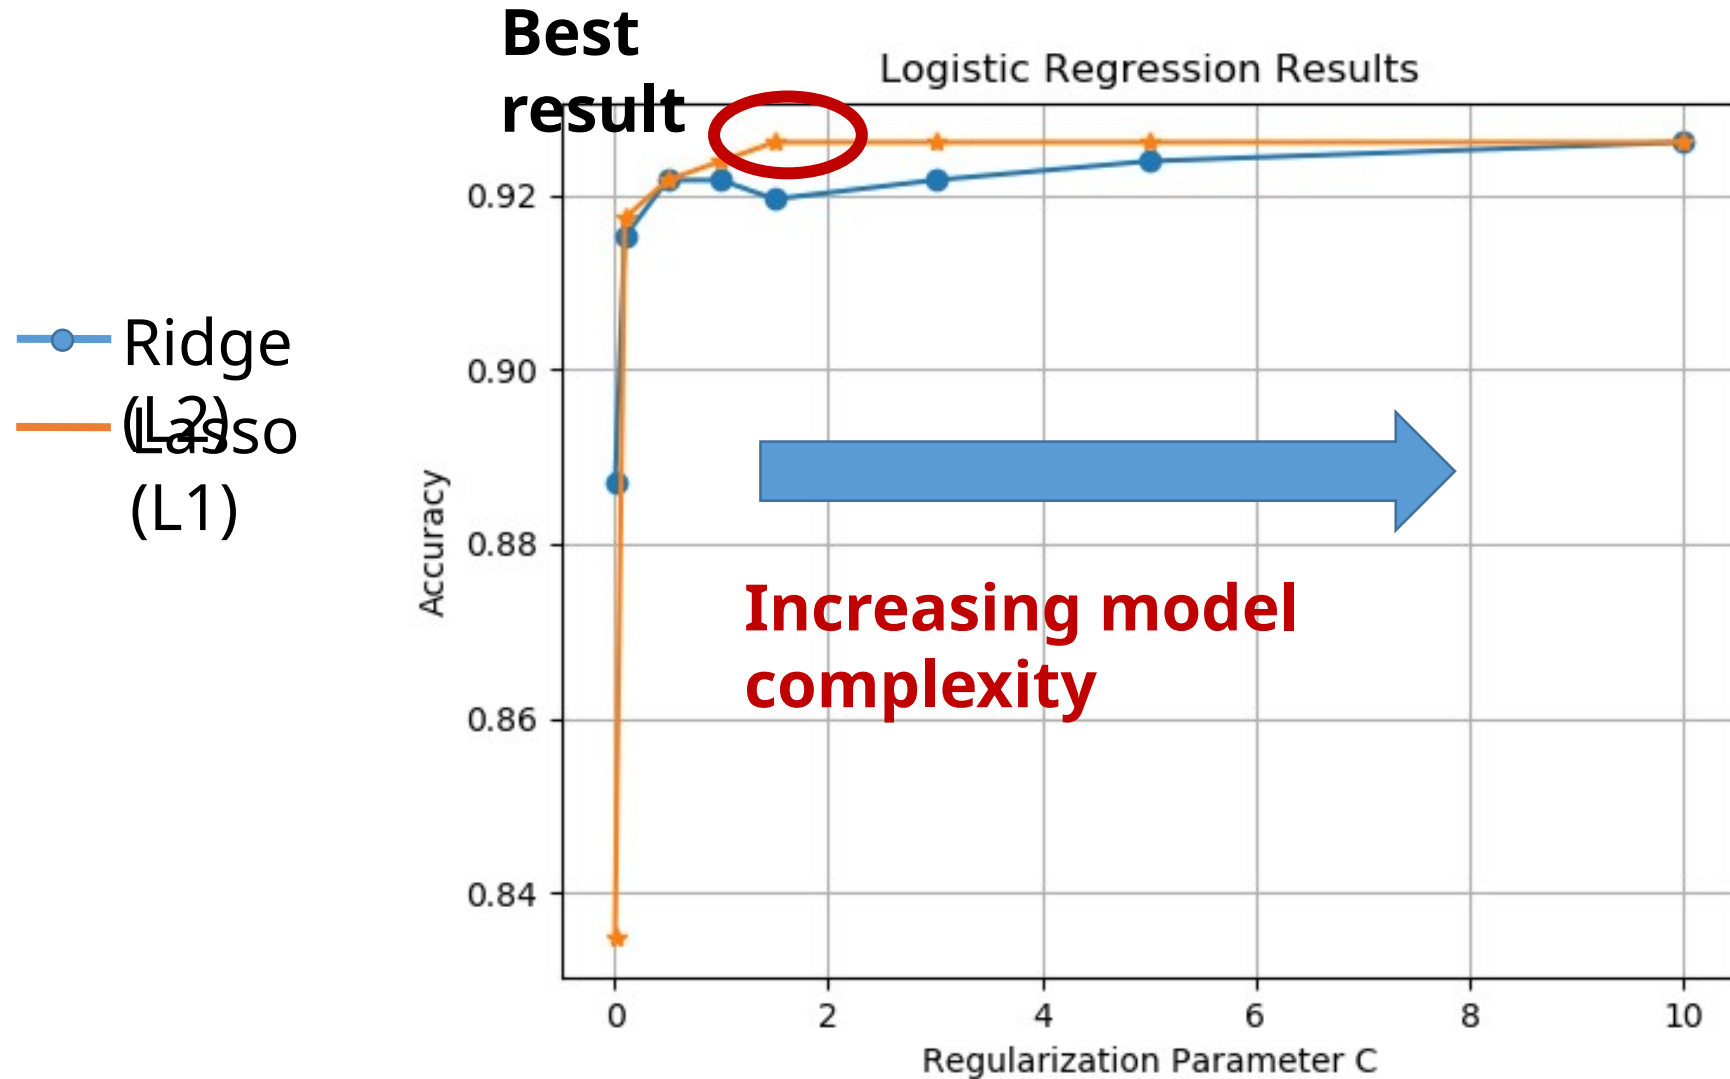 Best
result
Logistic Regression Results
Ridge
(L2)
Lasso
(L1)
Accuracy
0.92
0.90
0.88
0.86
0.84
Increasing model
complexity
0 2 4 6 8 10
Regularization Parameter C